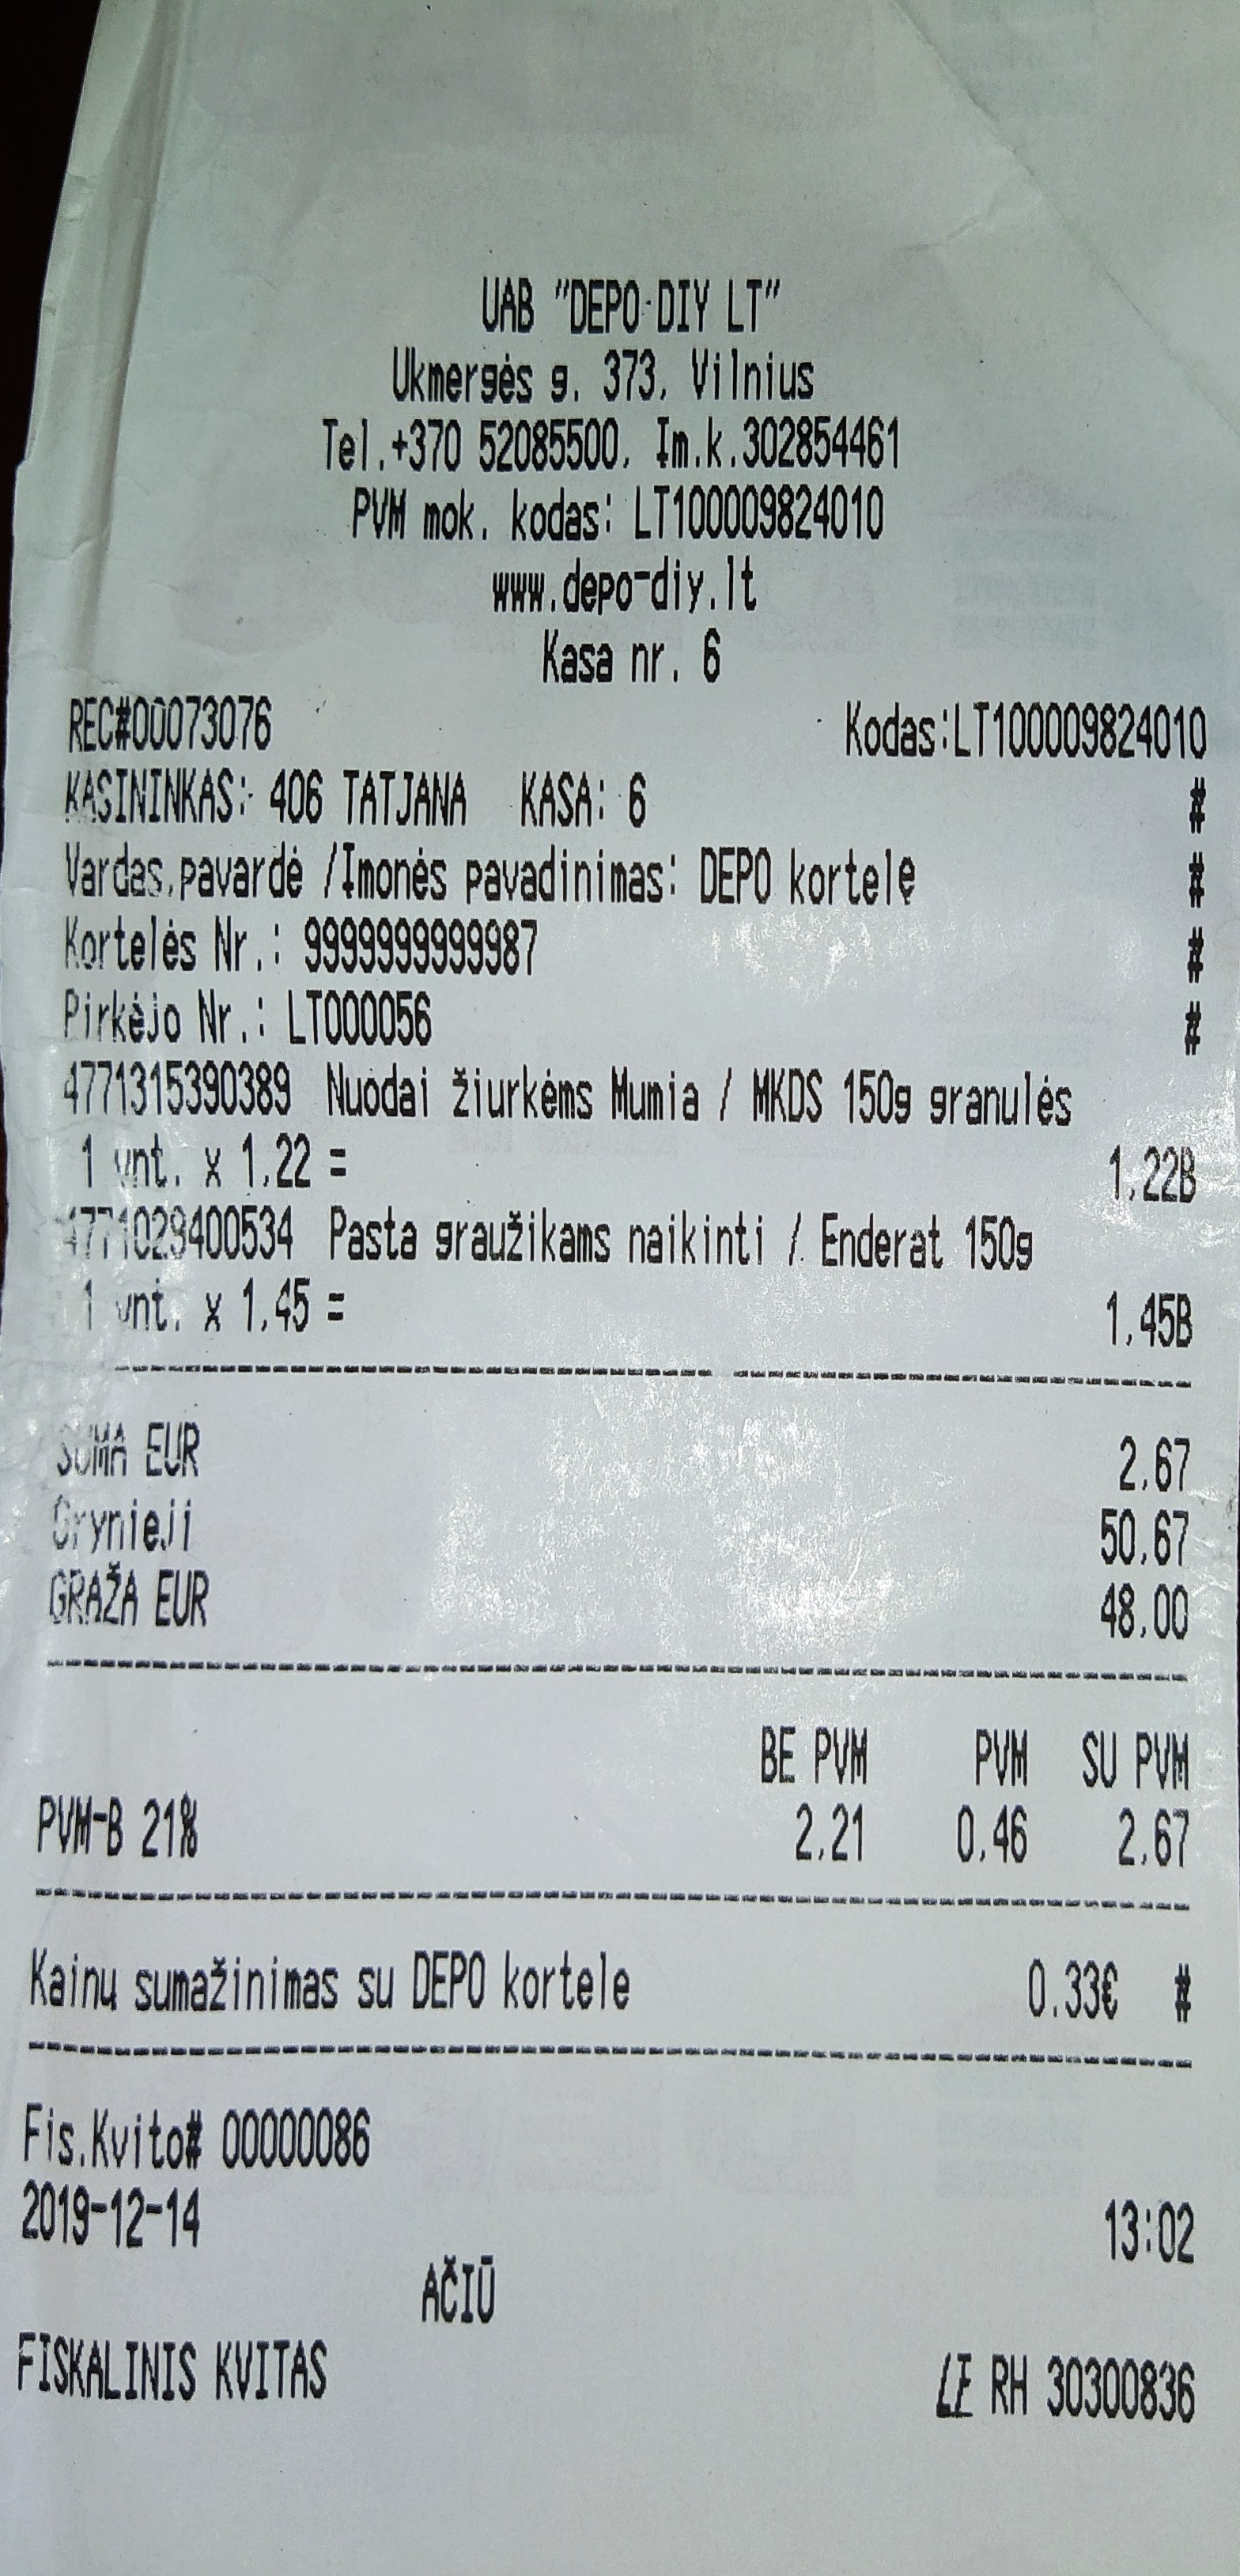 UAB "DEPO DIY LT"
Ukmergės g. 373, Vilnius
Tel.+370 52085500, Im.k.302854461
PVM mok. kodas: LT100009824010
www.depo-diy.lt
Kasa nr. 6
REC#00073076 Kodas:LT100009824010
KASININKAS: 406 TATJANA KASA: 6 #
Vardas,pavardė /Įmonės pavadinimas: DEPO kortelė #
Kortelės Nr.: 9999999999987 #
Pirkėjo Nr.: LT000056 #
4771315390389 Nuodai žiurkėms Mumia / MKDS 150g granulės
1 vnt. x 1,22 = 1,22B
4771029400534 Pasta graužikams naikinti / Enderat 150g
1 vnt. x 1,45 = 1,45B
SUMA EUR 2,67
Grynieji 50,67
GRĄŽA EUR 48,00
BE PVM PVM SU PVM
PVM-B 21% 2,21 0,46 2,67
Kainų sumažinimas su DEPO kortele 0.33€ #
Fis.Kvito# 00000086
2019-12-14 13:02
AČIŪ
FISKALINIS KVITAS LF RH 30300836